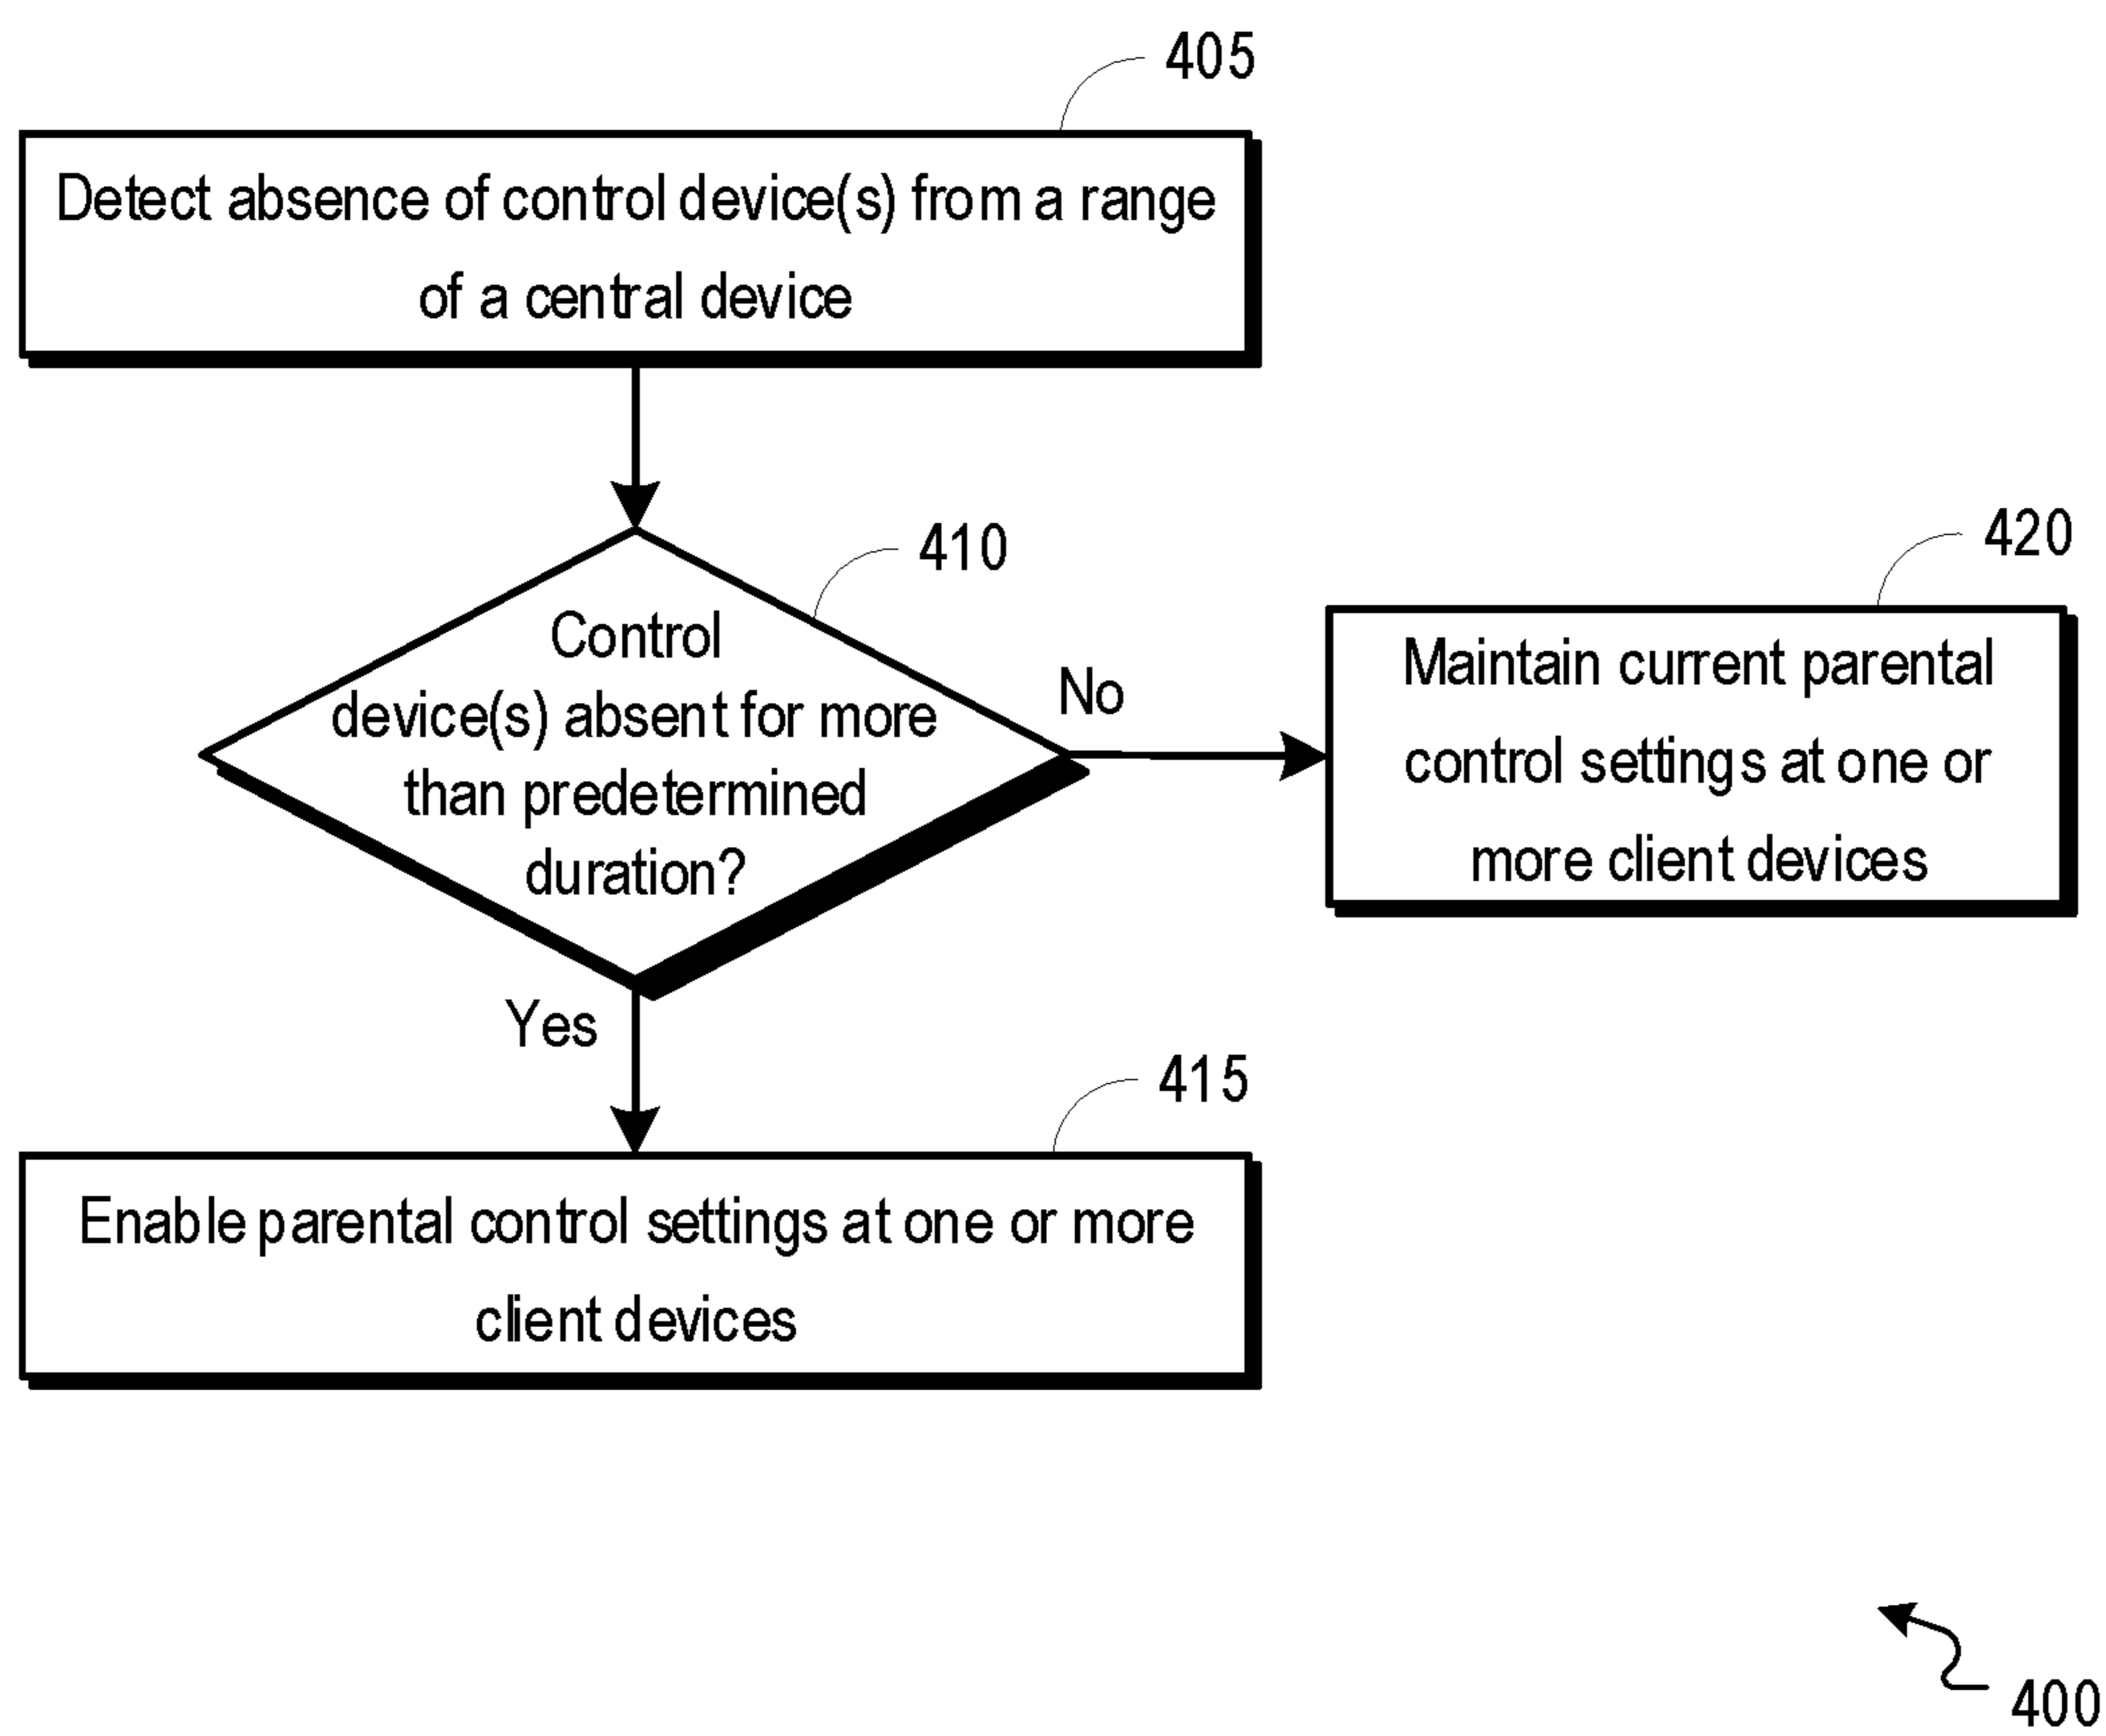 405
Detect absence of control device(s) from a range
of a central device
410
Control
device(s) absent for more
than predetermined
duration?
No
420
Maintain current parental
control settings at one or
more client devices
Yes
415
Enable parental control settings at one or more
client devices
400